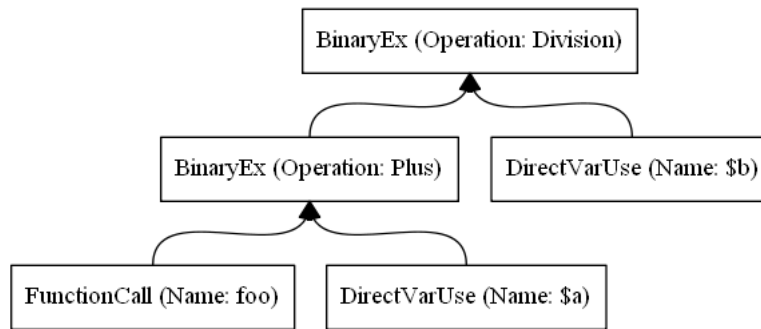 BinaryEx (Operation: Division)
BinaryEx (Operation: Plus)
DirectVarUse (Name: $b)
FunctionCall (Name: foo)
DirectVarUse (Name: $a)